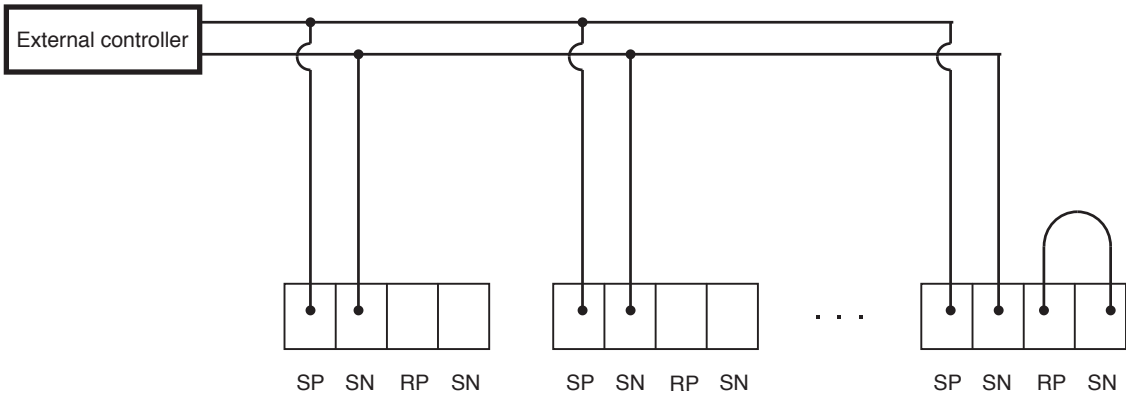 External controller
. . .
SP SN RP SN
SP SN RP SN
SP SN RP SN